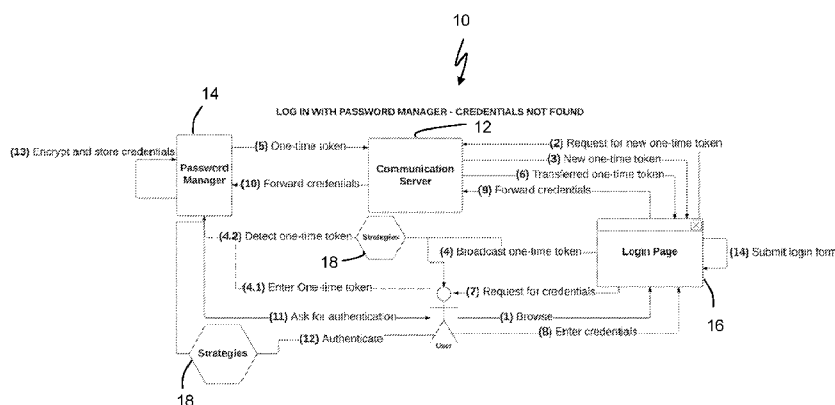 10
14
LOG IN WITH PASSWORD MANAGER - CREDENTIALS NOT FOUND
12
(13) Encrypt and store credentials
Password
Manager
(5) One-time token
(10) Forward credentials
Communication
Server
(2) Request for new one-time token
(3) New one-time token
(6) Transferred one-time token
(9) Forward credentials
(4.2) Detect one-time token
Strategies
18
(4) Broadcast one-time token
Login Page
(14) Submit login form
(4.1) Enter One-time token
(7) Request for credentials
16
(11) Ask for authentication
(1) Browse
(8) Enter credentials
User
Strategies
(12) Authenticate
18